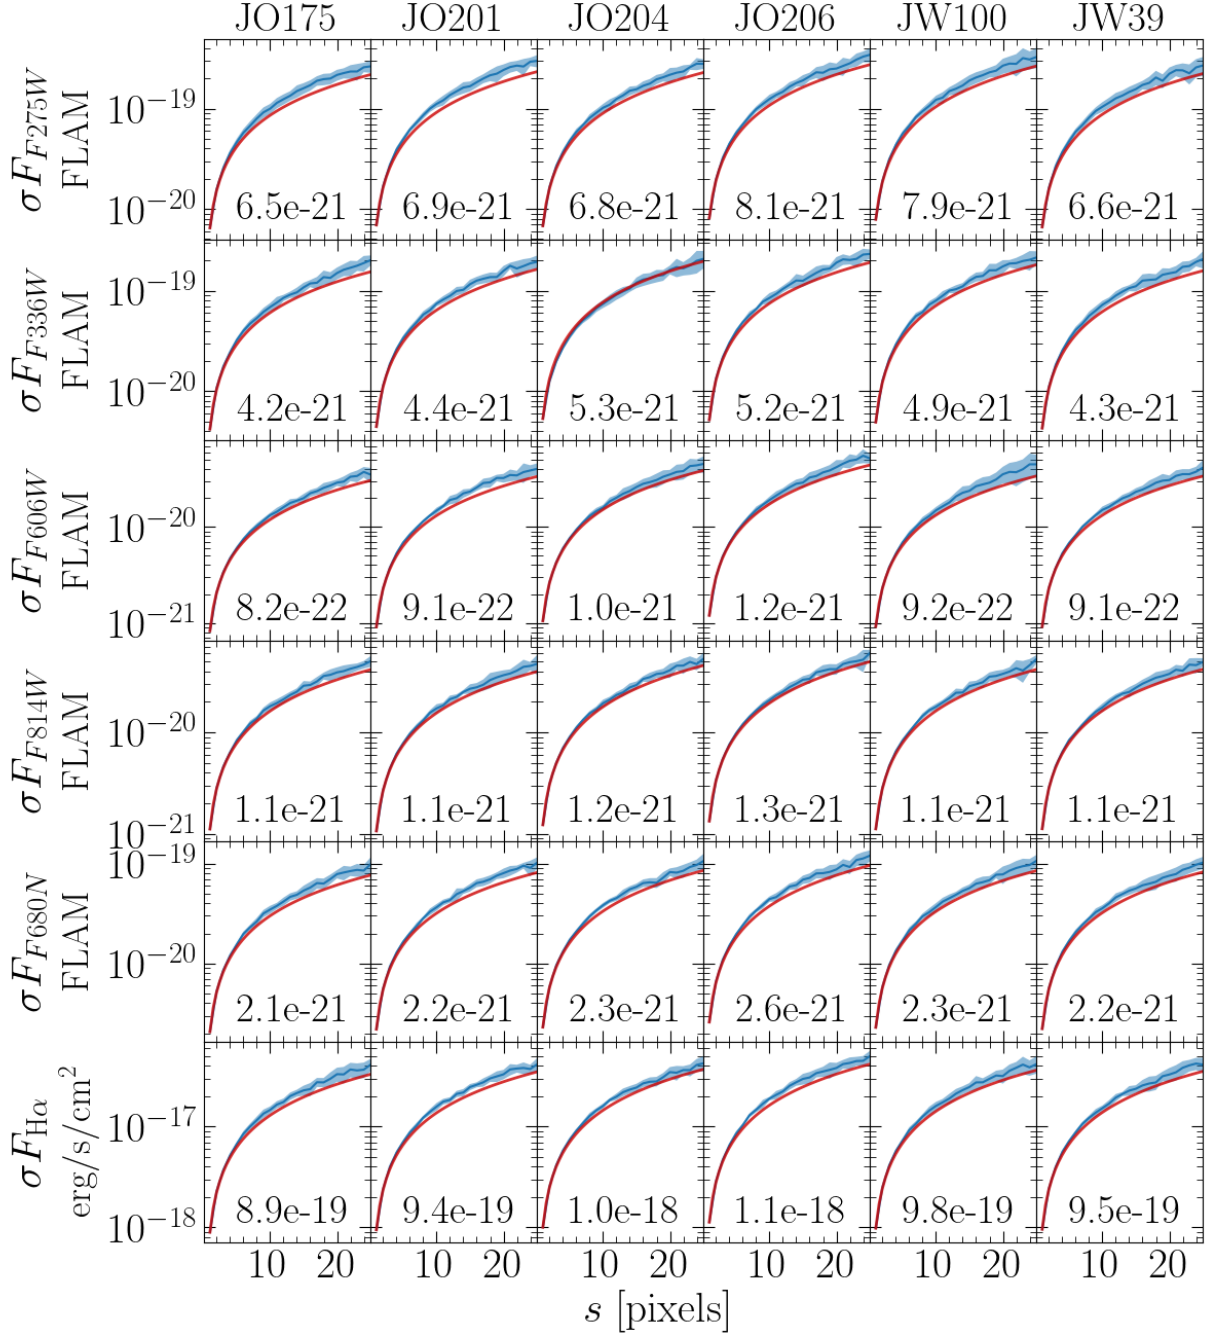 JO175 JO201 JO204 JO206 JW100 JW39
σF_F275W FLAM
10^−19
10^−20
6.5e-21 6.9e-21 6.8e-21 8.1e-21 7.9e-21 6.6e-21
σF_F336W FLAM
10^−19
10^−20
4.2e-21 4.4e-21 5.3e-21 5.2e-21 4.9e-21 4.3e-21
σF_F606W FLAM
10^−20
10^−21
8.2e-22 9.1e-22 1.0e-21 1.2e-21 9.2e-22 9.1e-22
σF_F814W FLAM
10^−20
10^−21
1.1e-21 1.1e-21 1.2e-21 1.3e-21 1.1e-21 1.1e-21
σF_F680N FLAM
10^−19
10^−20
2.1e-21 2.2e-21 2.3e-21 2.6e-21 2.3e-21 2.2e-21
σF_Hα erg/s/cm²
10^−17
10^−18
8.9e-19 9.4e-19 1.0e-18 1.1e-18 9.8e-19 9.5e-19
10 20 10 20 10 20 10 20 10 20 10 20
s [pixels]